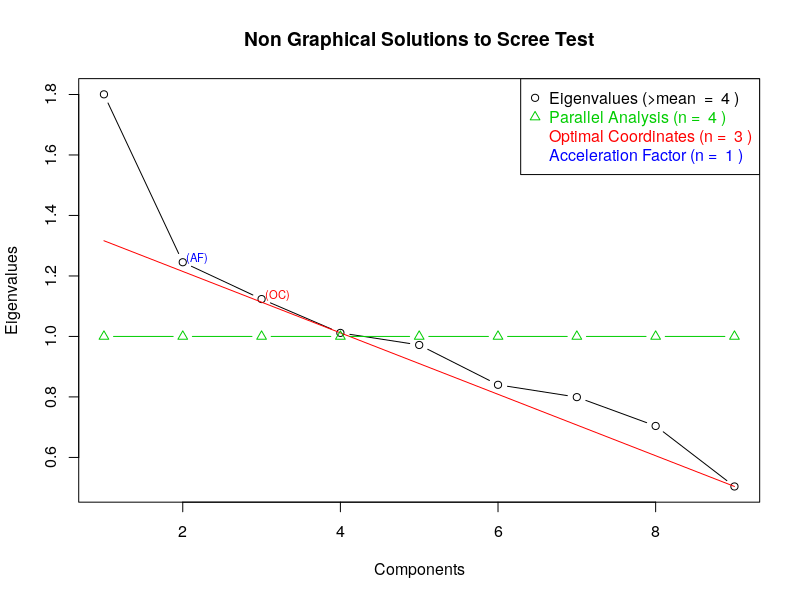 Non Graphical Solutions to Scree Test
Eigenvalues (>mean  =  4 )
Parallel Analysis (n =  4 )
Optimal Coordinates (n =  3 )
Acceleration Factor (n =  1 )
(AF)
(OC)
Eigenvalues
1.8
1.6
1.4
1.2
1.0
0.8
0.6
2 4 6 8
Components